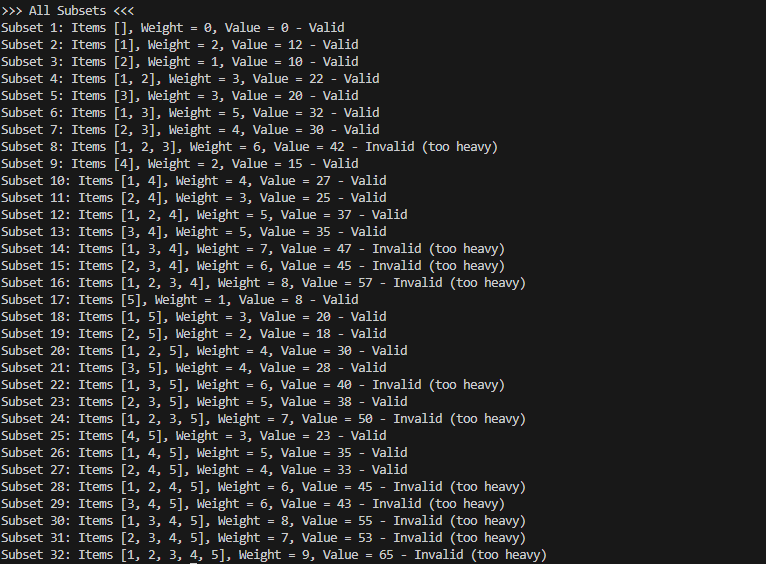 >>> All Subsets <<<
Subset 1: Items [], Weight = 0, Value = 0 - Valid
Subset 2: Items [1], Weight = 2, Value = 12 - Valid
Subset 3: Items [2], Weight = 1, Value = 10 - Valid
Subset 4: Items [1, 2], Weight = 3, Value = 22 - Valid
Subset 5: Items [3], Weight = 3, Value = 20 - Valid
Subset 6: Items [1, 3], Weight = 5, Value = 32 - Valid
Subset 7: Items [2, 3], Weight = 4, Value = 30 - Valid
Subset 8: Items [1, 2, 3], Weight = 6, Value = 42 - Invalid (too heavy)
Subset 9: Items [4], Weight = 2, Value = 15 - Valid
Subset 10: Items [1, 4], Weight = 4, Value = 27 - Valid
Subset 11: Items [2, 4], Weight = 3, Value = 25 - Valid
Subset 12: Items [1, 2, 4], Weight = 5, Value = 37 - Valid
Subset 13: Items [3, 4], Weight = 5, Value = 35 - Valid
Subset 14: Items [1, 3, 4], Weight = 7, Value = 47 - Invalid (too heavy)
Subset 15: Items [2, 3, 4], Weight = 6, Value = 45 - Invalid (too heavy)
Subset 16: Items [1, 2, 3, 4], Weight = 8, Value = 57 - Invalid (too heavy)
Subset 17: Items [5], Weight = 1, Value = 8 - Valid
Subset 18: Items [1, 5], Weight = 3, Value = 20 - Valid
Subset 19: Items [2, 5], Weight = 2, Value = 18 - Valid
Subset 20: Items [1, 2, 5], Weight = 4, Value = 30 - Valid
Subset 21: Items [3, 5], Weight = 4, Value = 28 - Valid
Subset 22: Items [1, 3, 5], Weight = 6, Value = 40 - Invalid (too heavy)
Subset 23: Items [2, 3, 5], Weight = 5, Value = 38 - Valid
Subset 24: Items [1, 2, 3, 5], Weight = 7, Value = 50 - Invalid (too heavy)
Subset 25: Items [4, 5], Weight = 3, Value = 23 - Valid
Subset 26: Items [1, 4, 5], Weight = 5, Value = 35 - Valid
Subset 27: Items [2, 4, 5], Weight = 4, Value = 33 - Valid
Subset 28: Items [1, 2, 4, 5], Weight = 6, Value = 45 - Invalid (too heavy)
Subset 29: Items [3, 4, 5], Weight = 6, Value = 43 - Invalid (too heavy)
Subset 30: Items [1, 3, 4, 5], Weight = 8, Value = 55 - Invalid (too heavy)
Subset 31: Items [2, 3, 4, 5], Weight = 7, Value = 53 - Invalid (too heavy)
Subset 32: Items [1, 2, 3, 4, 5], Weight = 9, Value = 65 - Invalid (too heavy)